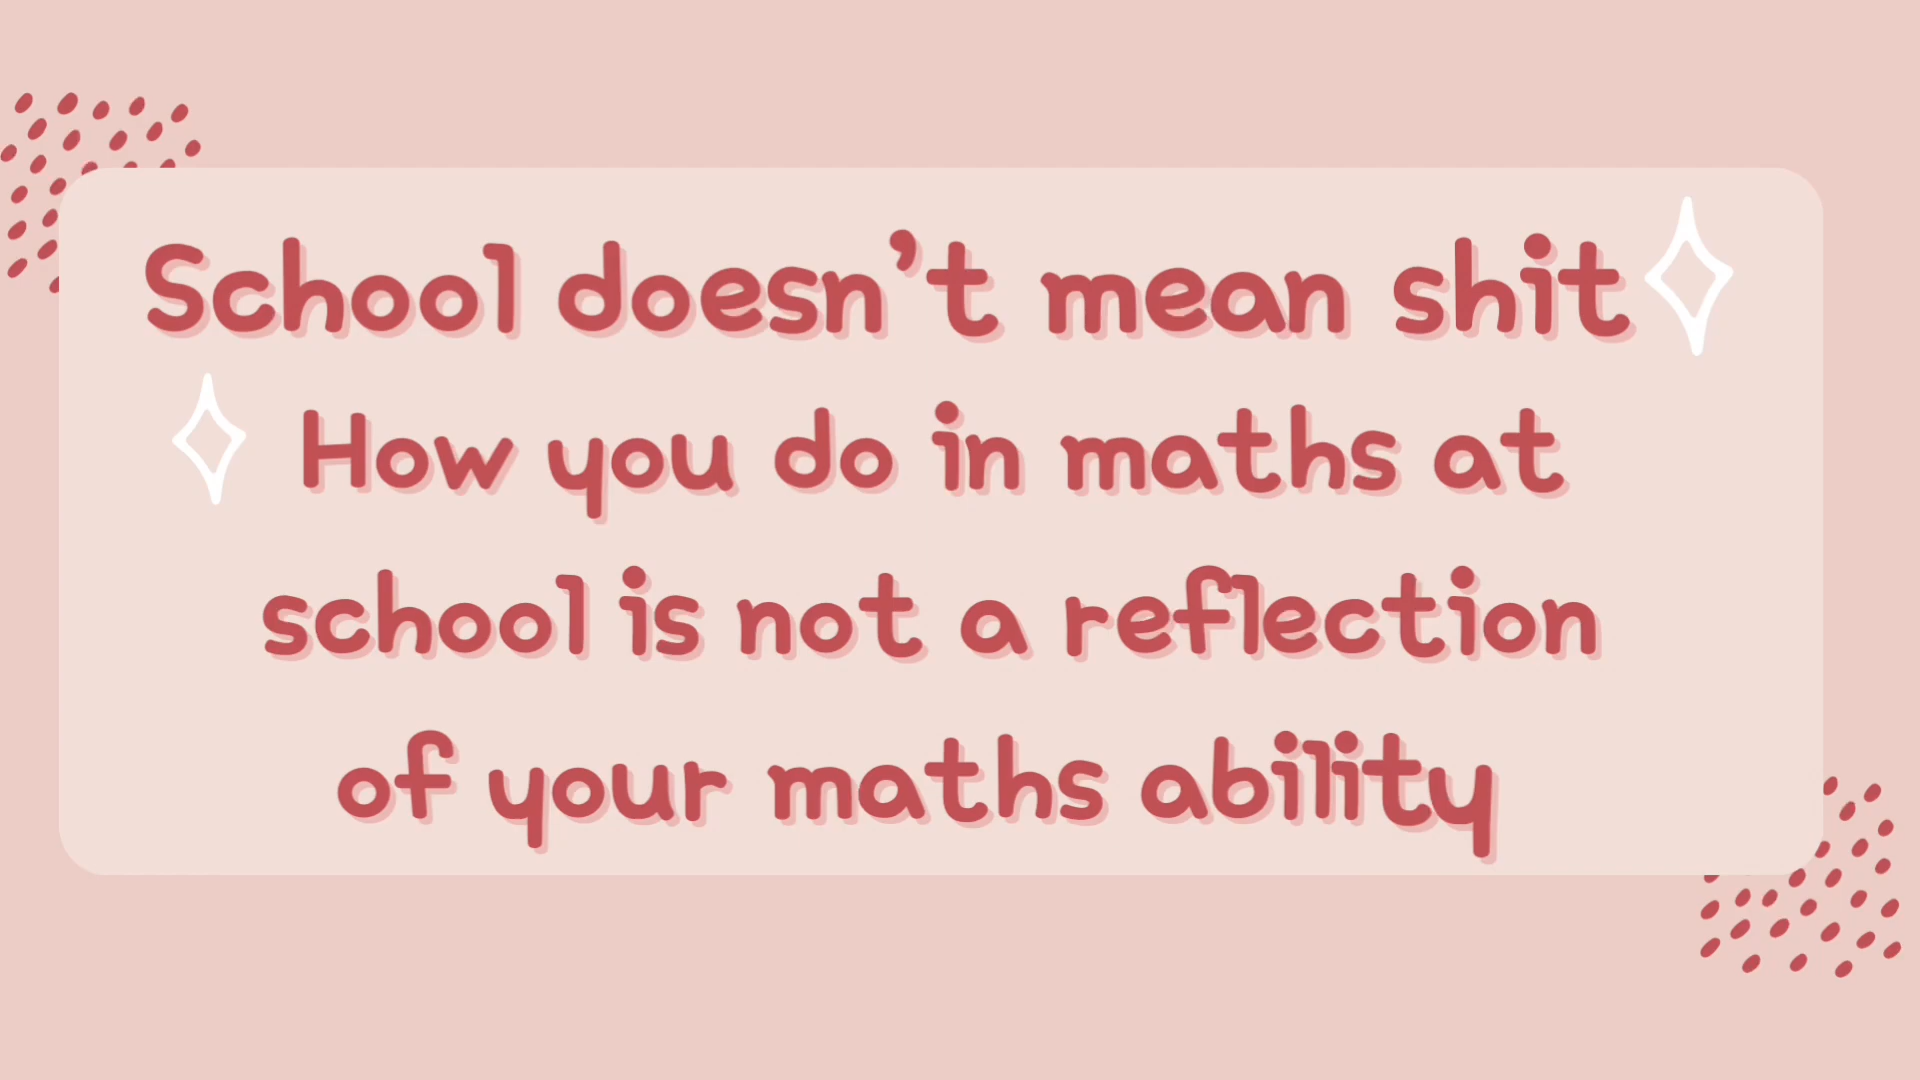 School doesn't mean shit
How you do in maths at
school is not a reflection
of your maths ability